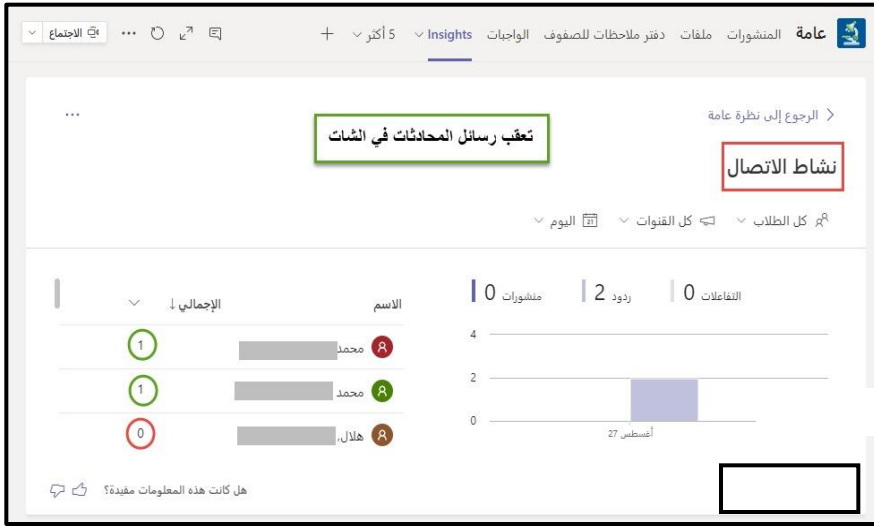 عامة المنشورات ملفات دفتر ملاحظات للصفوف الواجبات Insights 5 أكثر + الاجتماع
الرجوع إلى نظرة عامة
تعقب رسائل المحادثات في الشات
نشاط الاتصال
كل الطلاب كل القنوات اليوم
التفاعلات 0 ردود 2 منشورات 0
4
2
0
أغسطس 27
الاسم الإجمالي
محمد 1
محمد 1
هلال, 0
هل كانت هذه المعلومات مفيدة؟